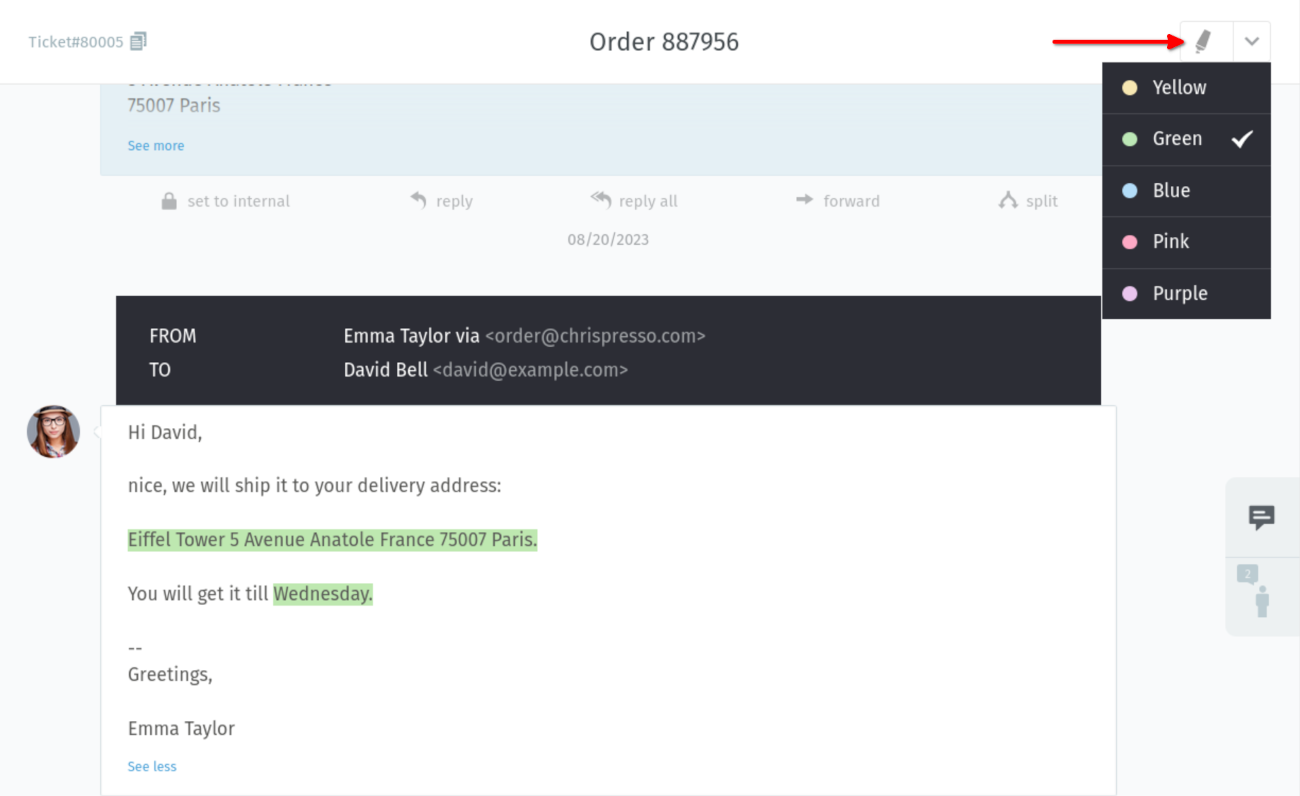 Ticket#80005
Order 887956
Yellow
Green
Blue
Pink
Purple
75007 Paris
See more
set to internal
reply
reply all
forward
split
08/20/2023
FROM Emma Taylor via <order@chrispresso.com>
TO David Bell <david@example.com>
Hi David,
nice, we will ship it to your delivery address:
Eiffel Tower 5 Avenue Anatole France 75007 Paris.
You will get it till Wednesday.
2
--
Greetings,
Emma Taylor
See less